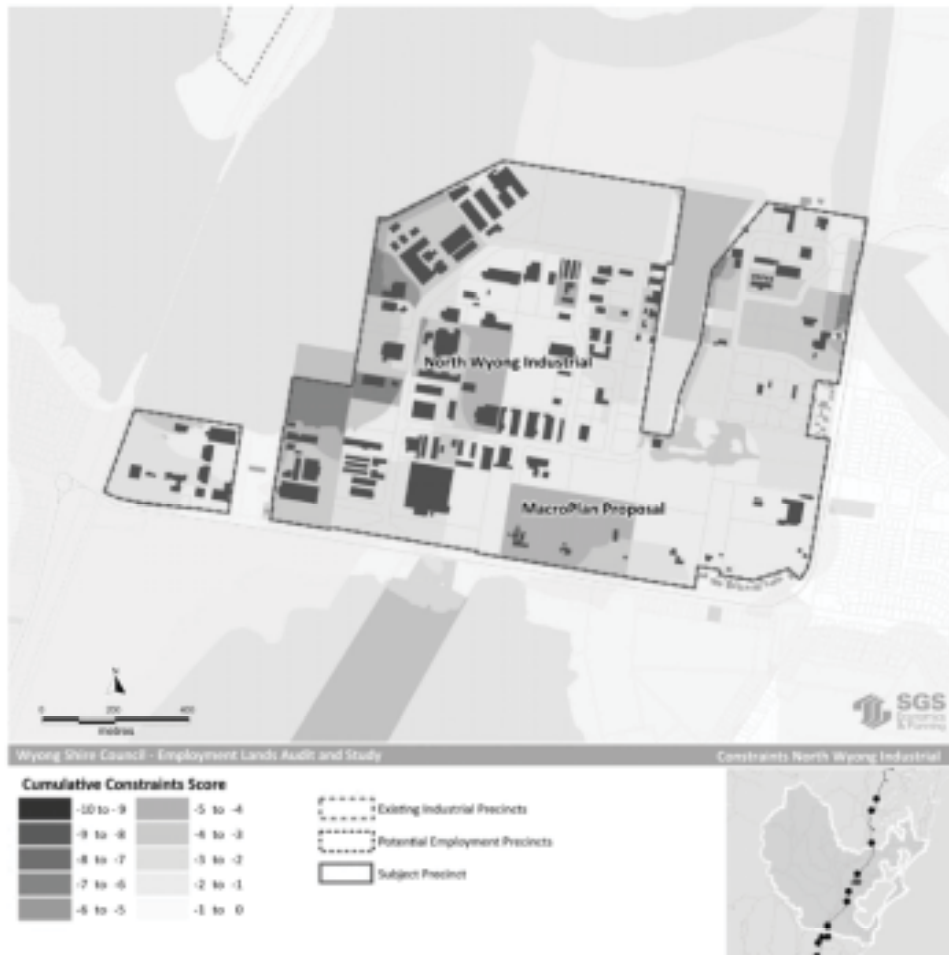 North Wyong Industrial
MacroPlan Proposal
N
0 200 400
metres
SGS
Economics
& Planning
Wyong Shire Council - Employment Lands Audit and Study
Constraints North Wyong Industrial
Cumulative Constraints Score
-10 to -9
-9 to -8
-8 to -7
-7 to -6
-6 to -5
-5 to -4
-4 to -3
-3 to -2
-2 to -1
-1 to 0
Existing Industrial Precincts
Potential Employment Precincts
Subject Precinct